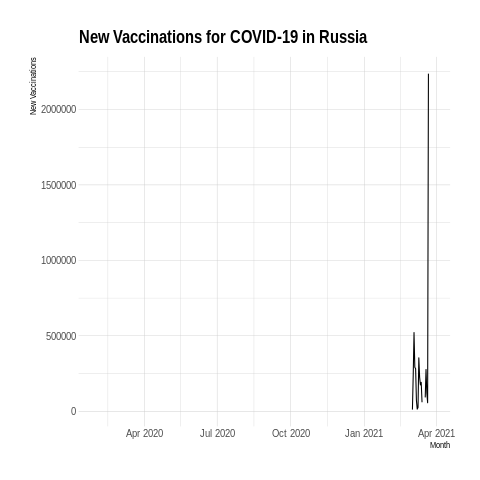 New Vaccinations for COVID-19 in Russia
New Vaccinations
2000000
1500000
1000000
500000
0
Apr 2020 Jul 2020 Oct 2020 Jan 2021 Apr 2021
Month